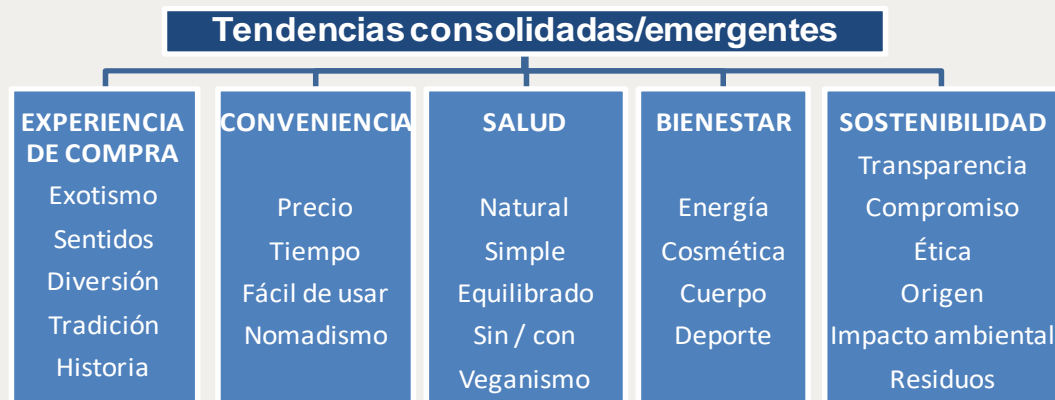 Tendencias consolidadas/emergentes
EXPERIENCIA
DE COMPRA
Exotismo
Sentidos
Diversión
Tradición
Historia
CONVENIENCIA
Precio
Tiempo
Fácil de usar
Nomadismo
SALUD
Natural
Simple
Equilibrado
Sin / con
Veganismo
BIENESTAR
Energía
Cosmética
Cuerpo
Deporte
SOSTENIBILIDAD
Transparencia
Compromiso
Ética
Origen
Impacto ambiental
Residuos